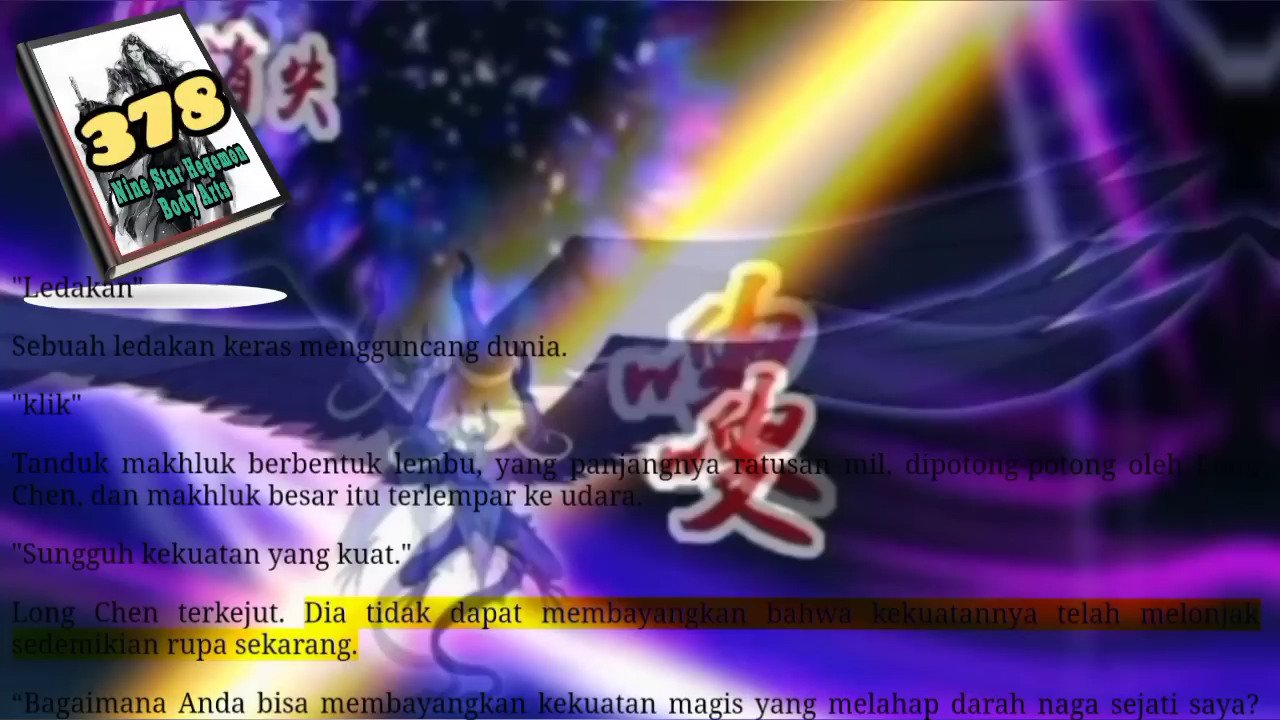 消失
378
Nine Star Hegemon
Body Arts
"Ledakan"
Sebuah ledakan keras mengguncang dunia.
"klik"
Tanduk makhluk berbentuk lembu, yang panjangnya ratusan mil, dipotong-potong oleh Long
Chen, dan makhluk besar itu terlempar ke udara.
"Sungguh kekuatan yang kuat."
Long Chen terkejut. Dia tidak dapat membayangkan bahwa kekuatannya telah melonjak
sedemikian rupa sekarang.
“Bagaimana Anda bisa membayangkan kekuatan magis yang melahap darah naga sejati saya?